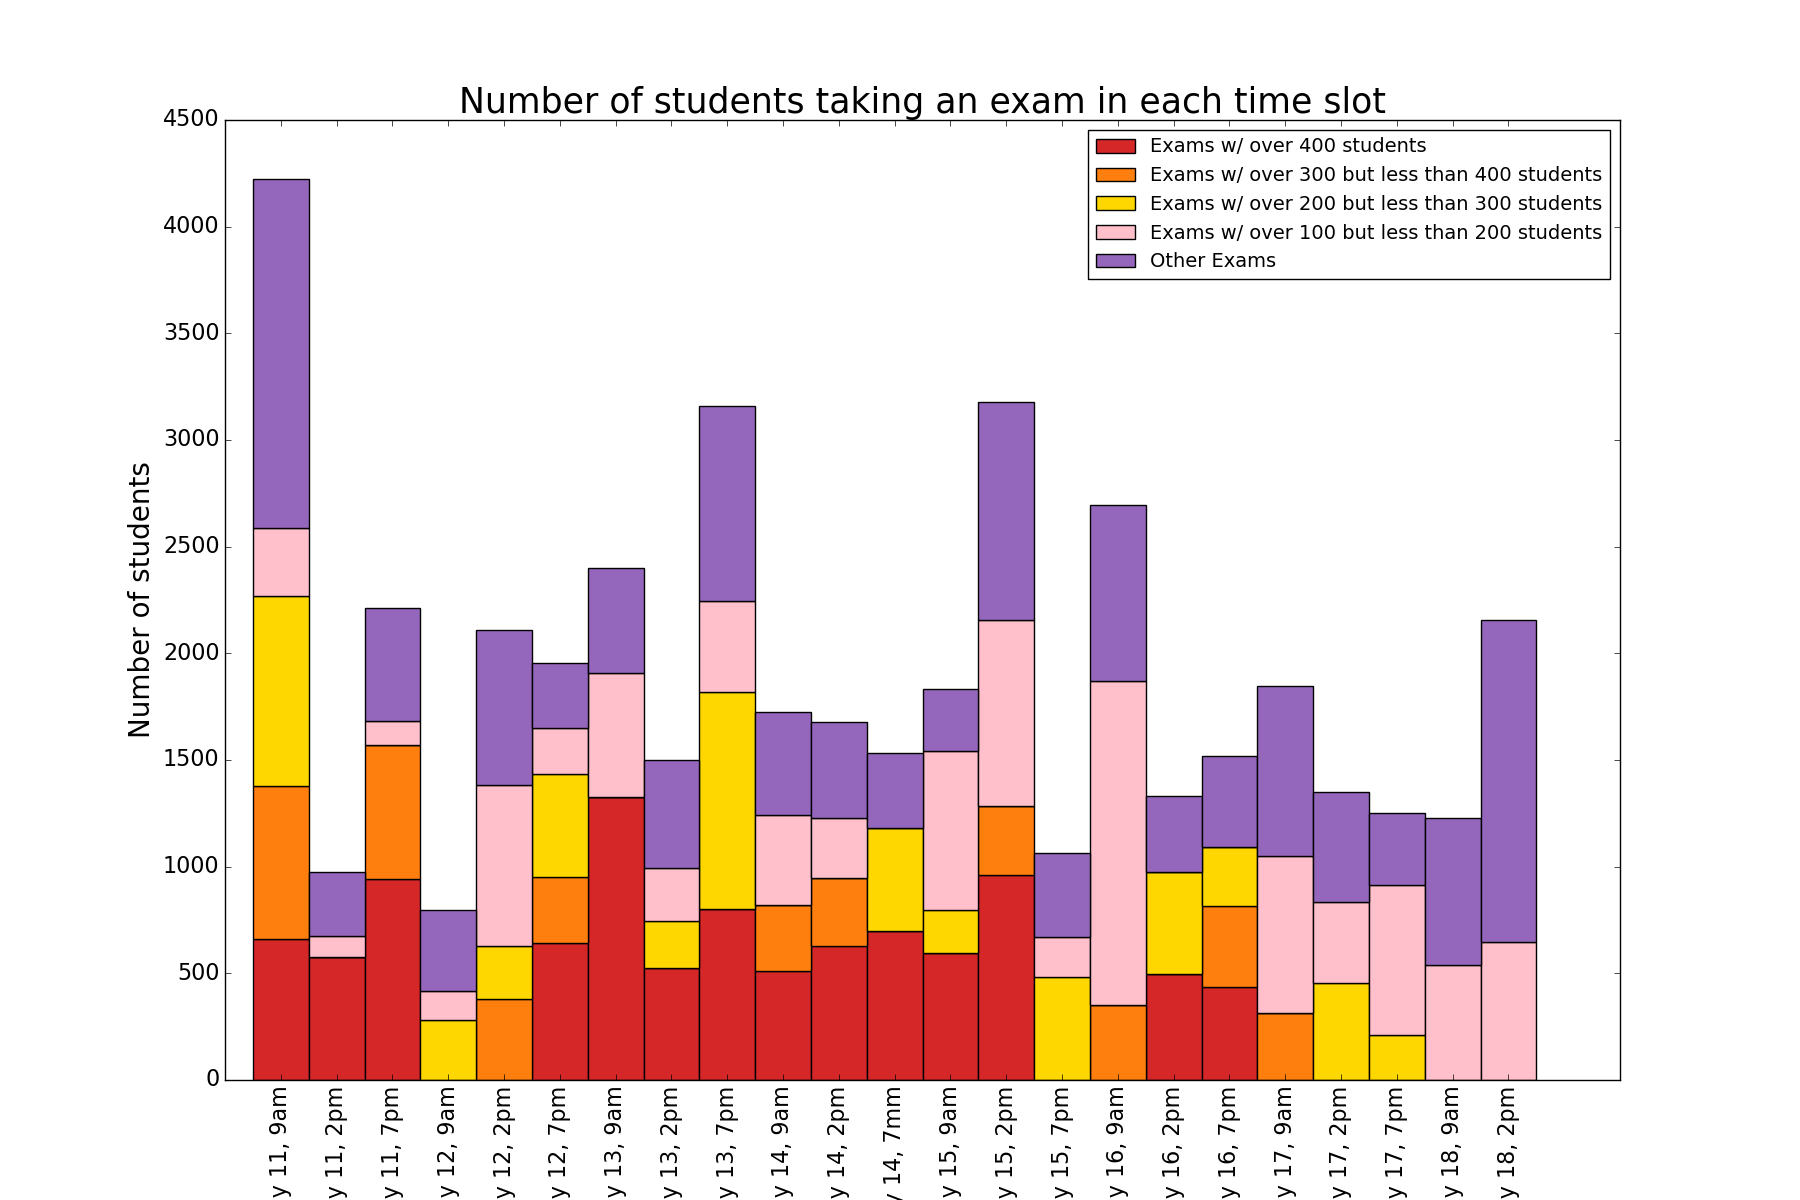 Number of students taking an exam in each time slot
Exams w/ over 400 students
Exams w/ over 300 but less than 400 students
Exams w/ over 200 but less than 300 students
Exams w/ over 100 but less than 200 students
Other Exams
Number of students
4500
4000
3500
3000
2500
2000
1500
1000
500
0
y 11, 9am
y 11, 2pm
y 11, 7pm
y 12, 9am
y 12, 2pm
y 12, 7pm
y 13, 9am
y 13, 2pm
y 13, 7pm
y 14, 9am
y 14, 2pm
y 14, 7mm
y 15, 9am
y 15, 2pm
y 15, 7pm
y 16, 9am
y 16, 2pm
y 16, 7pm
y 17, 9am
y 17, 2pm
y 17, 7pm
y 18, 9am
y 18, 2pm